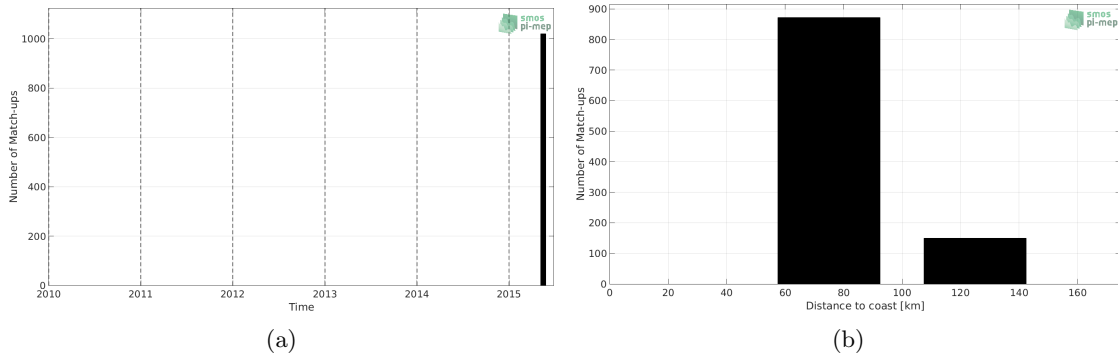 smos
pi-mep
Number of Match-ups
1000
800
600
400
200
0
2010 2011 2012 2013 2014 2015
Time
(a)
smos
pi-mep
Number of Match-ups
900
800
700
600
500
400
300
200
100
0
0 20 40 60 80 100 120 140 160
Distance to coast [km]
(b)